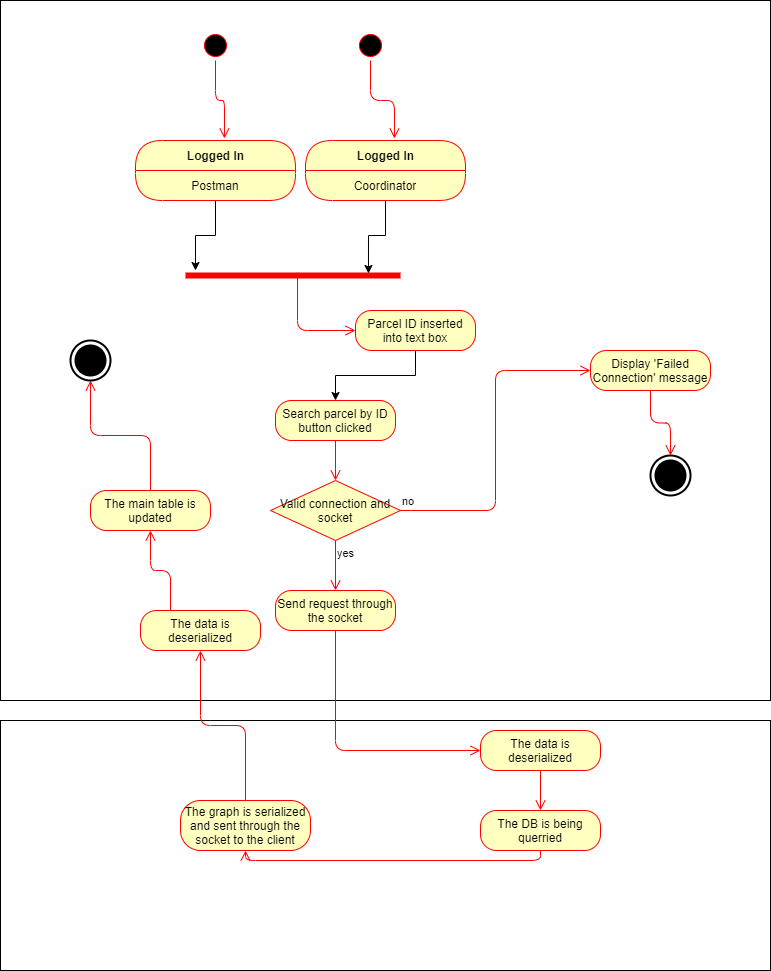 Logged In
Postman
Logged In
Coordinator
Parcel ID inserted
into text box
Display 'Failed
Connection' message
Search parcel by ID
button clicked
Valid connection and
socket
no
yes
The main table is
updated
Send request through
the socket
The data is
deserialized
The data is
deserialized
The graph is serialized
and sent through the
socket to the client
The DB is being
querried